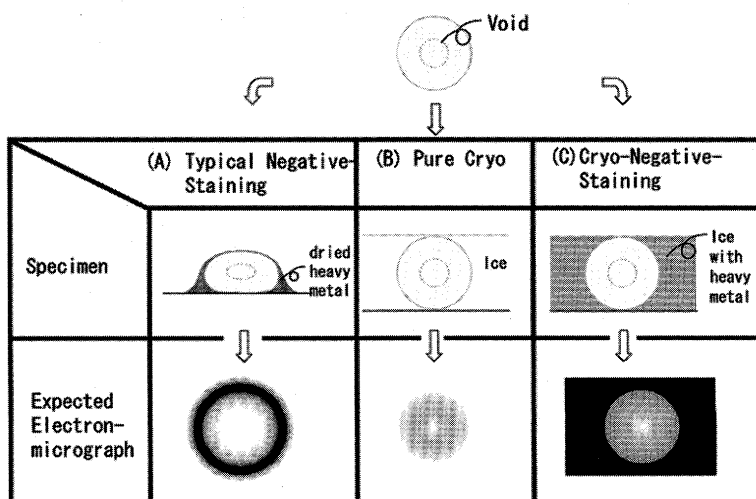 Void
(A) Typical Negative-
Staining
(B) Pure Cryo
(C)Cryo-Negative-
Staining
Specimen
dried
heavy
metal
Ice
Ice
with
heavy
metal
Expected
Electron-
micrograph